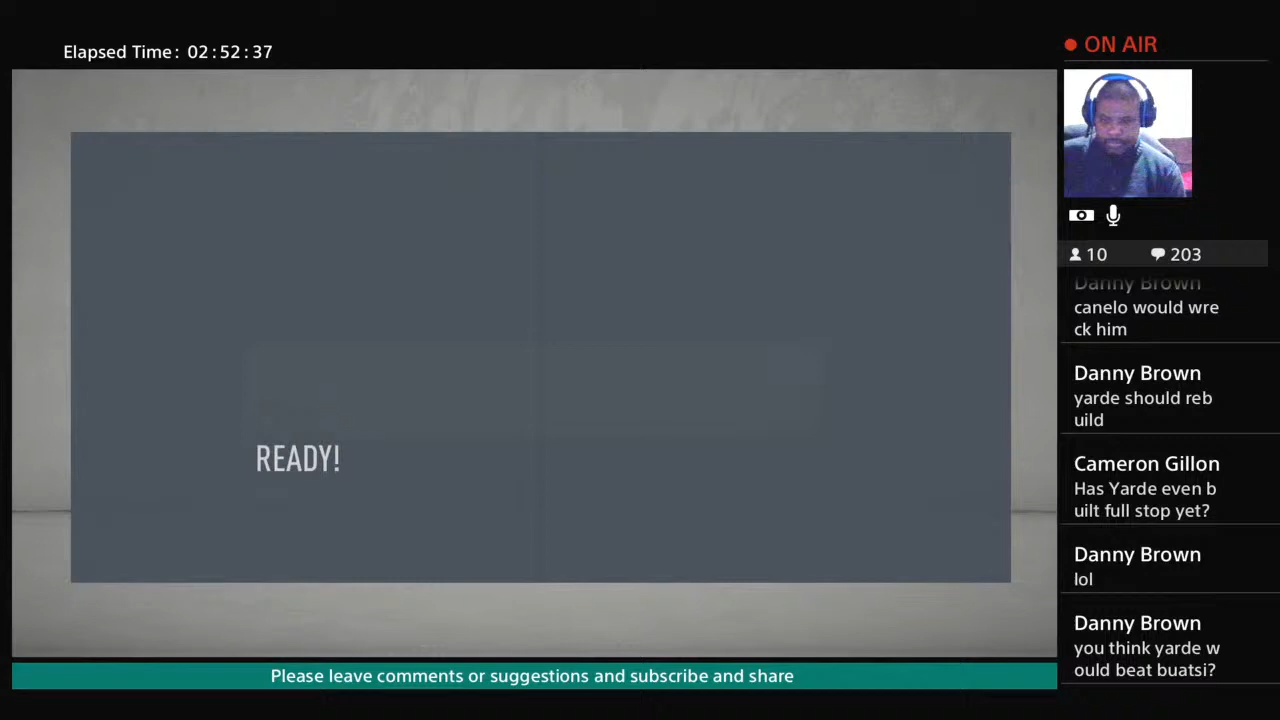 Elapsed Time: 02:52:37
ON AIR
10 203
Danny Brown
canelo would wre
ck him
Danny Brown
yarde should reb
uild
Cameron Gillon
Has Yarde even b
uilt full stop yet?
Danny Brown
lol
Danny Brown
you think yarde w
ould beat buatsi?
READY!
Please leave comments or suggestions and subscribe and share